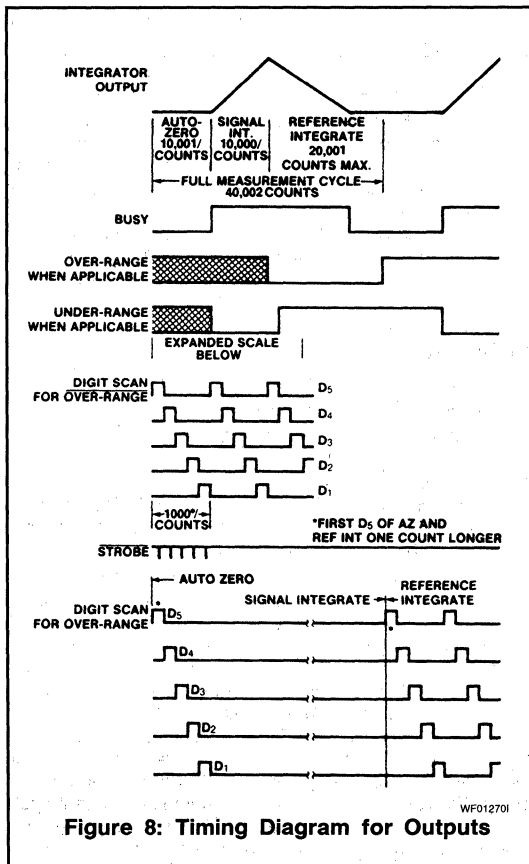 INTEGRATOR
OUTPUT
AUTO-
ZERO
10,001/
COUNTS
SIGNAL
INT.
10,000/
COUNTS
REFERENCE
INTEGRATE
20,001
COUNTS MAX.
FULL MEASUREMENT CYCLE
40,002 COUNTS
BUSY
OVER-RANGE
WHEN APPLICABLE
UNDER-RANGE
WHEN APPLICABLE
EXPANDED SCALE
BELOW
DIGIT SCAN
FOR OVER-RANGE
D5
D4
D3
D2
D1
1000*/
COUNTS
*FIRST D5 OF AZ AND
REF INT ONE COUNT LONGER
STROBE
AUTO ZERO
SIGNAL INTEGRATE
REFERENCE
INTEGRATE
DIGIT SCAN
FOR OVER-RANGE
*
D5
*
D4
D3
D2
D1
WF01270I
Figure 8: Timing Diagram for Outputs